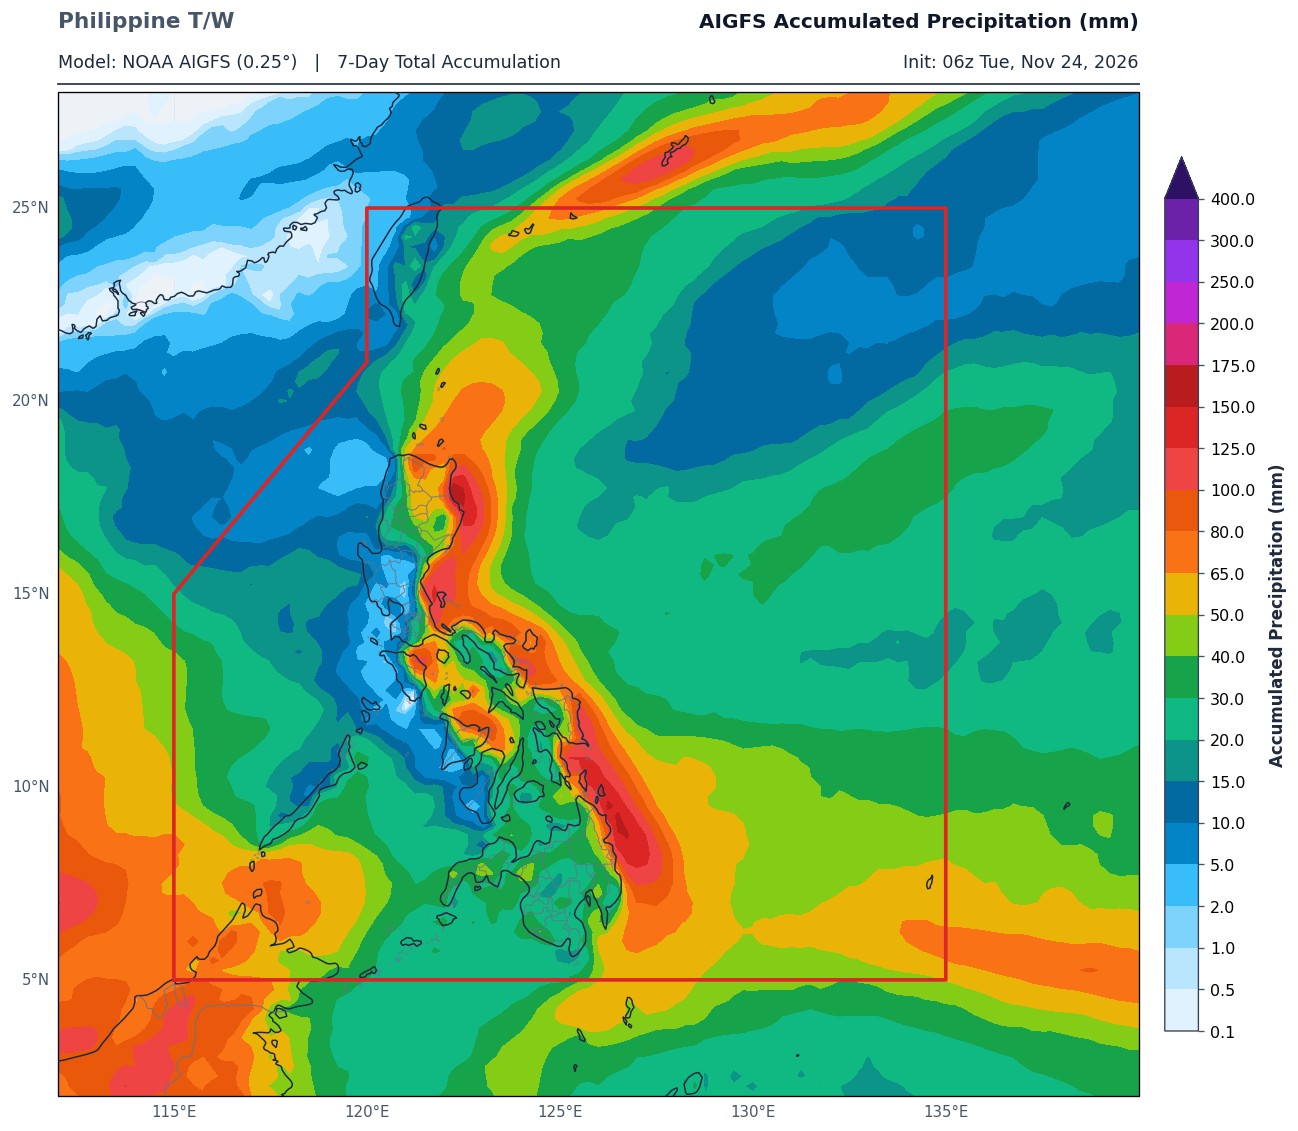 Philippine T/W
AIGFS Accumulated Precipitation (mm)
Model: NOAA AIGFS (0.25°)   |   7-Day Total Accumulation
Init: 06z Tue, Nov 24, 2026
25°N
20°N
15°N
10°N
5°N
115°E
120°E
125°E
130°E
135°E
400.0
300.0
250.0
200.0
175.0
150.0
125.0
100.0
80.0
65.0
50.0
40.0
30.0
20.0
15.0
10.0
5.0
2.0
1.0
0.5
0.1
Accumulated Precipitation (mm)